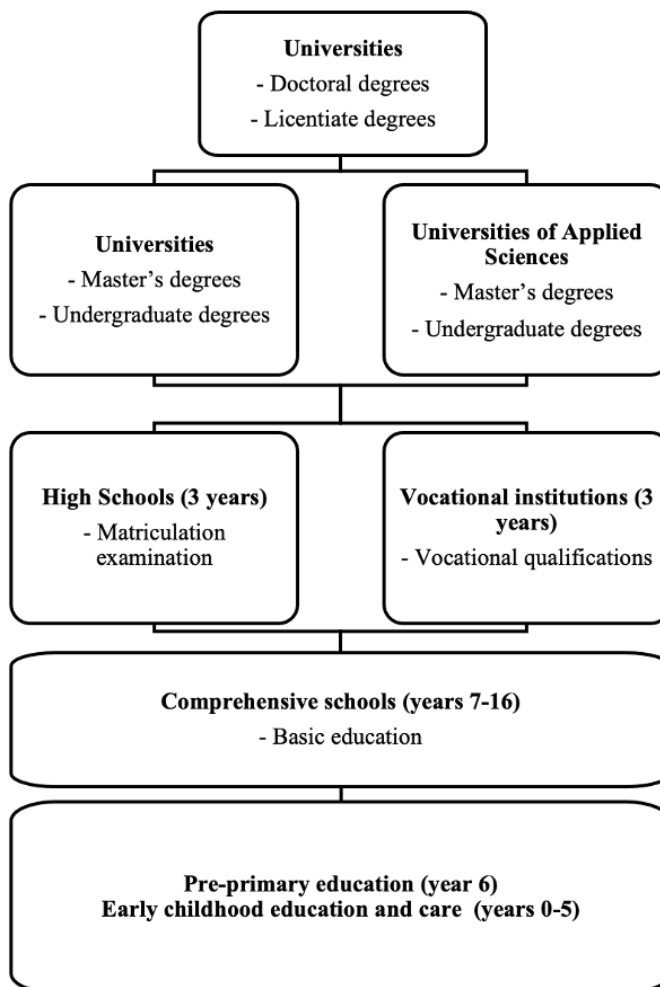 Universities
- Doctoral degrees
- Licentiate degrees
Universities
- Master's degrees
- Undergraduate degrees
Universities of Applied
Sciences
- Master's degrees
- Undergraduate degrees
High Schools (3 years)
- Matriculation
examination
Vocational institutions (3
years)
- Vocational qualifications
Comprehensive schools (years 7-16)
- Basic education
Pre-primary education (year 6)
Early childhood education and care (years 0-5)